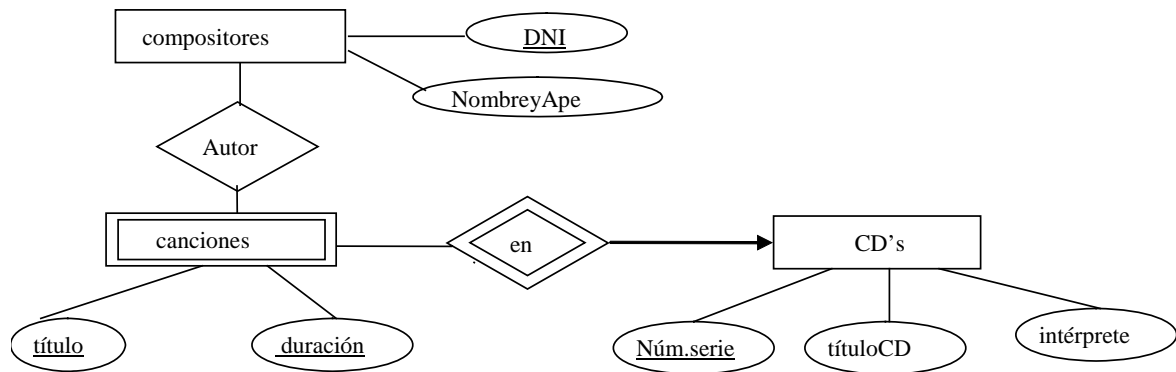 compositores
DNI
NombreyApe
Autor
canciones
en
CD’s
título
duración
Núm.serie
títuloCD
intérprete